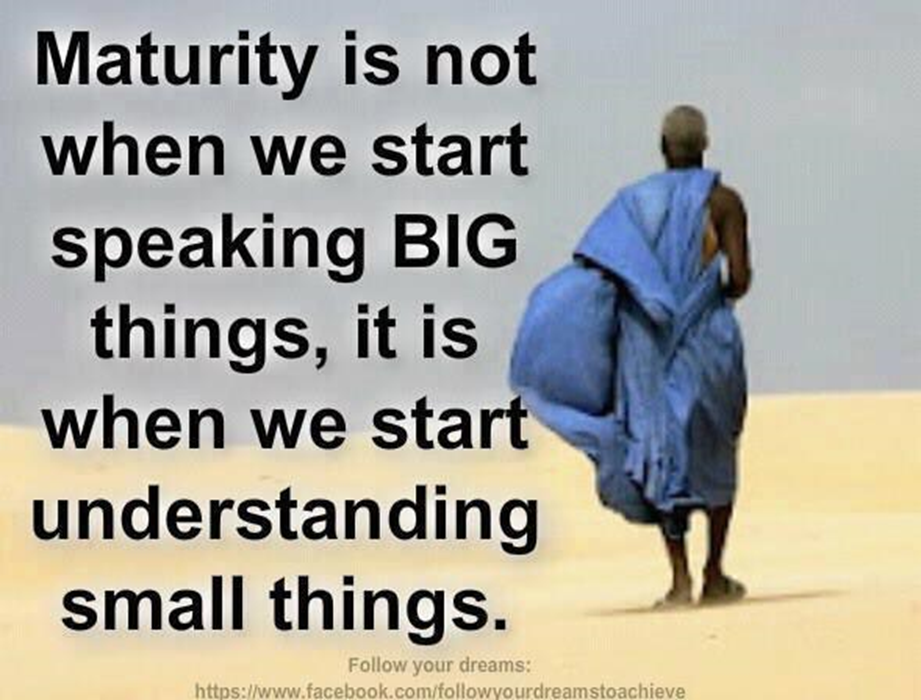 Maturity is not
when we start
speaking BIG
things, it is
when we start
understanding
small things.
Follow your dreams:
https://www.facebook.com/followyourdreamstoachieve